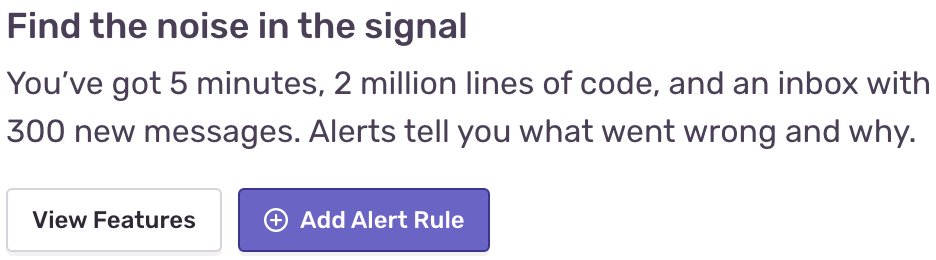 Find the noise in the signal
You’ve got 5 minutes, 2 million lines of code, and an inbox with
300 new messages. Alerts tell you what went wrong and why.
View Features
Add Alert Rule